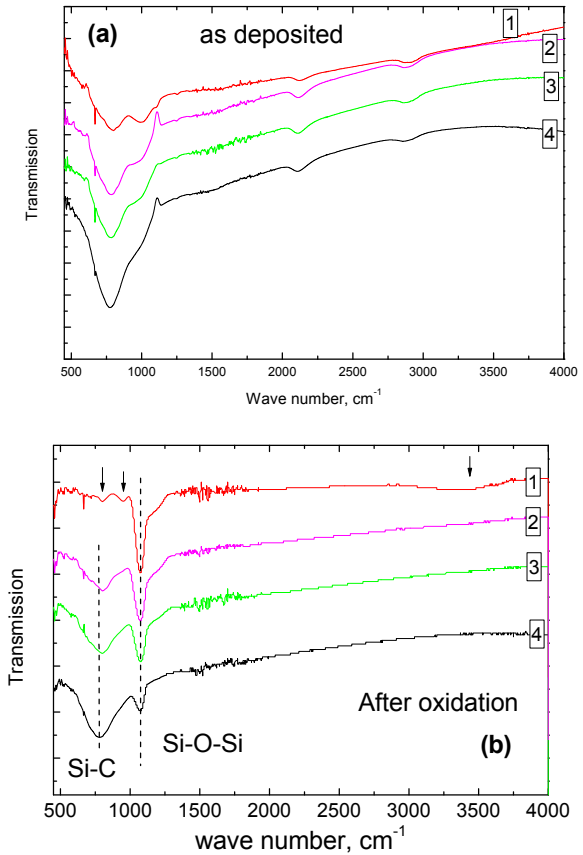 (a)
as deposited
1
2
3
4
Transmission
500 1000 1500 2000 2500 3000 3500 4000
Wave number, cm-1
1
2
3
4
Transmission
After oxidation
Si-O-Si
(b)
Si-C
500 1000 1500 2000 2500 3000 3500 4000
wave number, cm-1